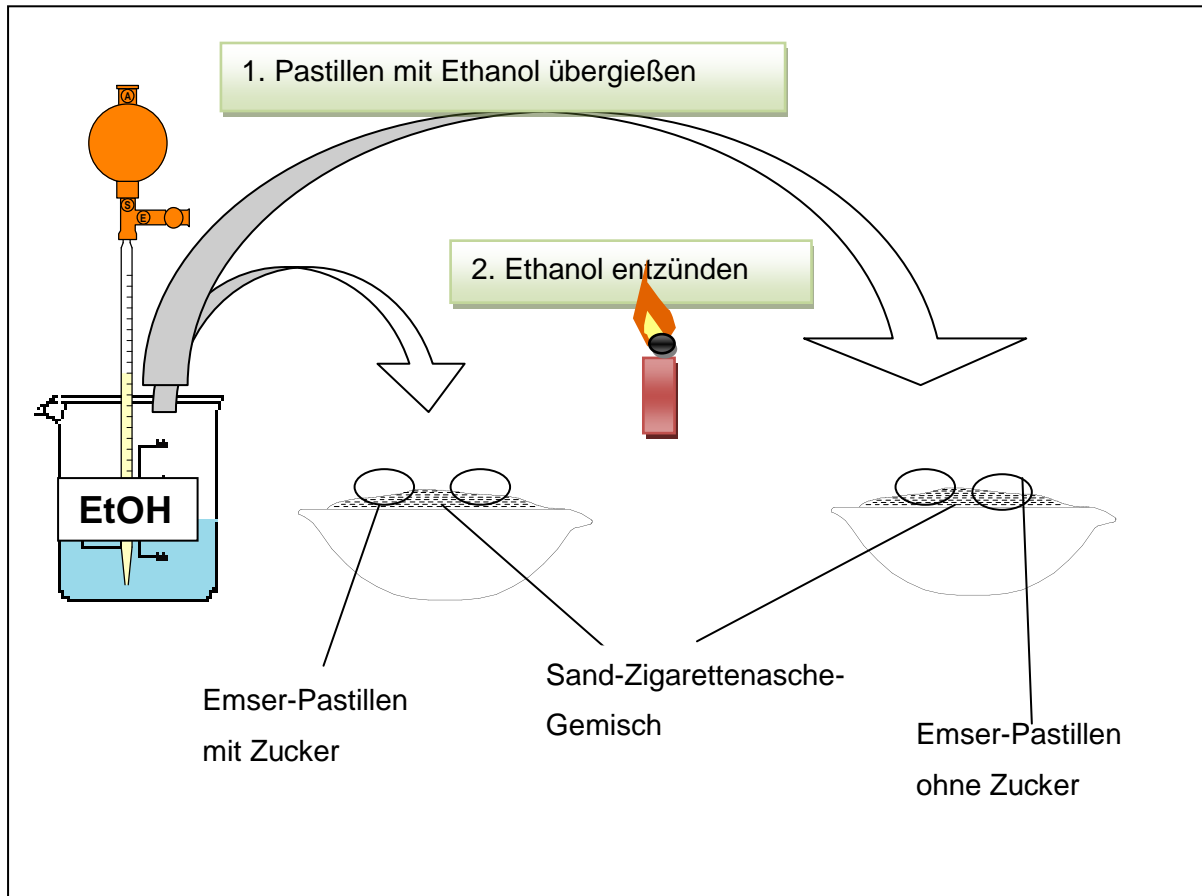 1. Pastillen mit Ethanol übergießen
A
S
E
2. Ethanol entzünden
EtOH
Emser-Pastillen
mit Zucker
Sand-Zigarettenasche-
Gemisch
Emser-Pastillen
ohne Zucker